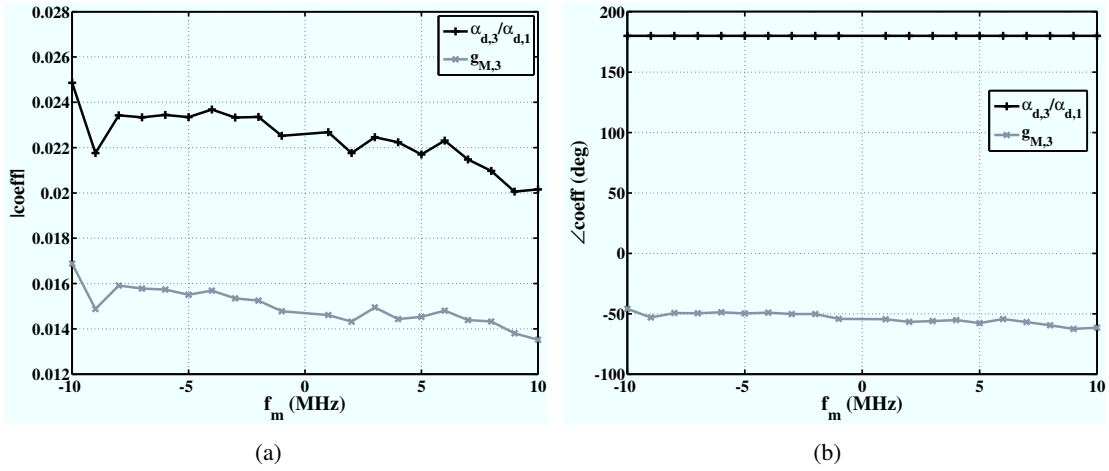 0.028
0.026
0.024
0.022
0.02
0.018
0.016
0.014
0.012
|coeff|
-10
-5
0
5
10
f_m (MHz)
α_{d,3}/α_{d,1}
g_{M,3}
(a)
200
150
100
50
0
-50
-100
∠coeff (deg)
-10
-5
0
5
10
f_m (MHz)
α_{d,3}/α_{d,1}
g_{M,3}
(b)